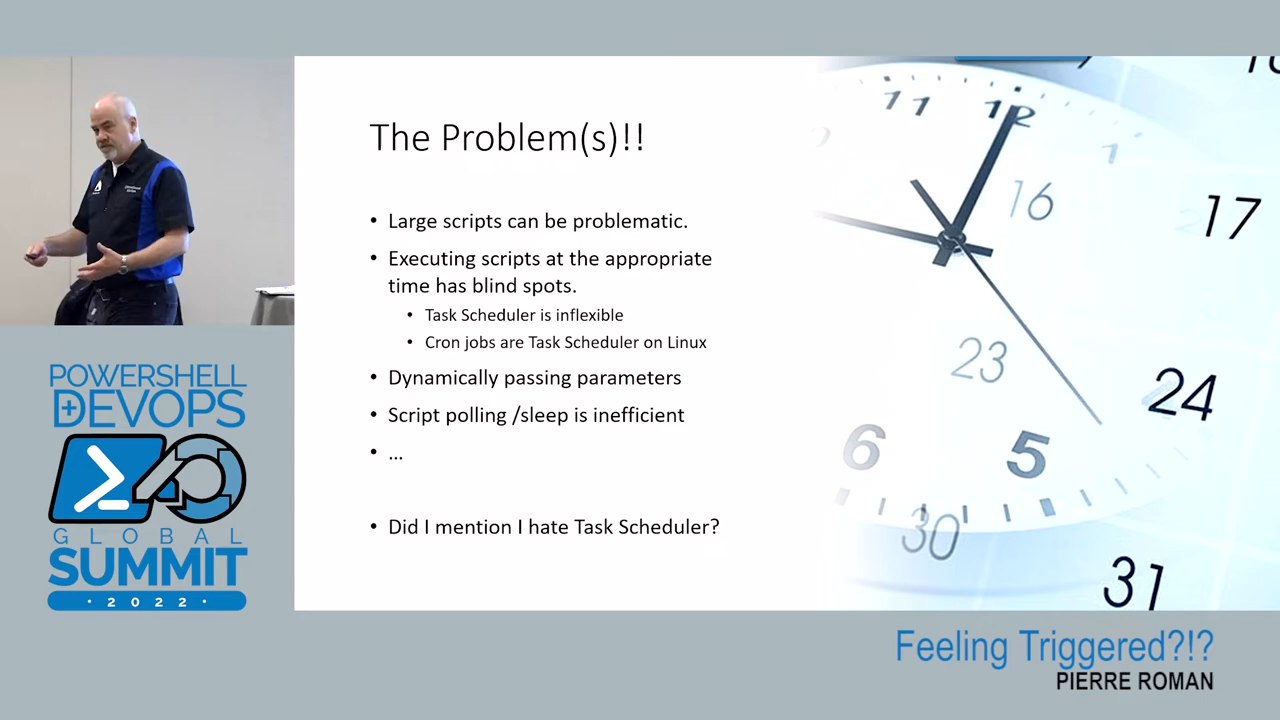 The Problem(s)!!
• Large scripts can be problematic.
• Executing scripts at the appropriate
time has blind spots.
• Task Scheduler is inflexible
• Cron jobs are Task Scheduler on Linux
• Dynamically passing parameters
• Script polling /sleep is inefficient
• ...
• Did I mention I hate Task Scheduler?
11
12
1
16
17
23
24
6
5
30
31
POWERSHELL
DEVOPS
GLOBAL
SUMMIT
· 2022 ·
Feeling Triggered?!?
PIERRE ROMAN